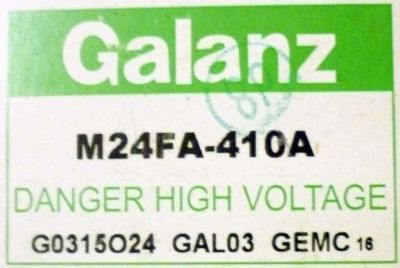 Galanz
M24FA-410A
DANGER HIGH VOLTAGE
G0315O24 GAL03 GEMC 16